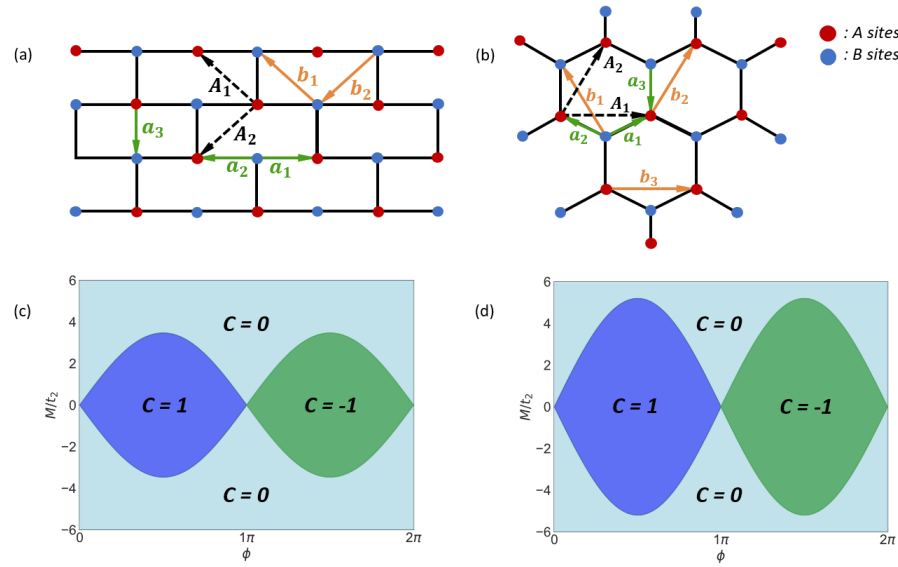 (a)
A₁
b₁
b₂
A₂
a₃
a₂
a₁
(b)
: A sites
: B sites
A₂
a₃
b₁
A₁
b₂
a₂
a₁
b₃
(c)
6
4
2
0
−2
−4
−6
M/t₂
C = 0
C = 1
C = -1
C = 0
0
1π
2π
ϕ
(d)
6
4
2
0
−2
−4
−6
M/t₂
C = 0
C = 1
C = -1
C = 0
0
1π
2π
ϕ